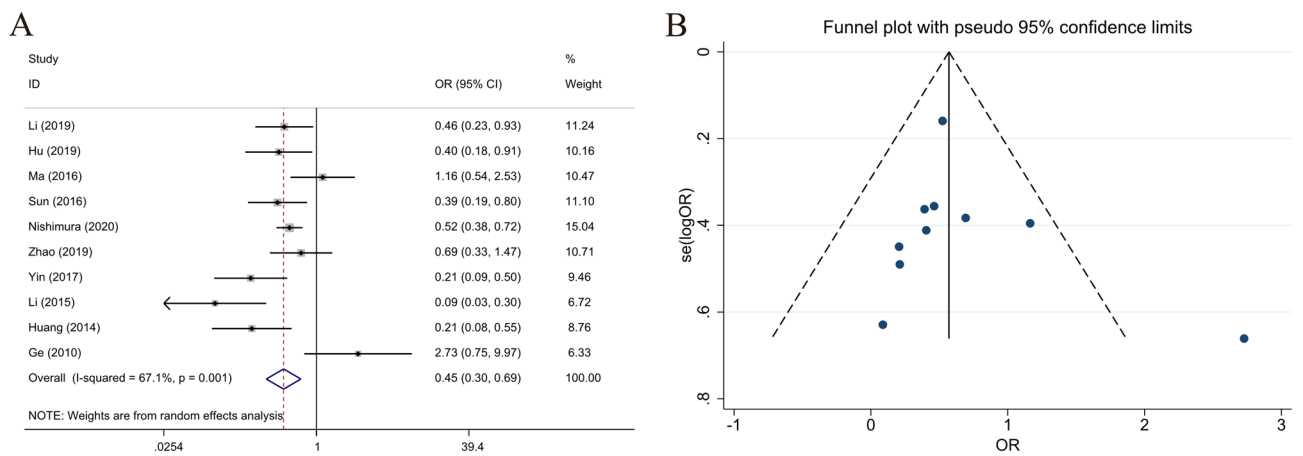 A
Study %
ID OR (95% CI) Weight
Li (2019) 0.46 (0.23, 0.93) 11.24
Hu (2019) 0.40 (0.18, 0.91) 10.16
Ma (2016) 1.16 (0.54, 2.53) 10.47
Sun (2016) 0.39 (0.19, 0.80) 11.10
Nishimura (2020) 0.52 (0.38, 0.72) 15.04
Zhao (2019) 0.69 (0.33, 1.47) 10.71
Yin (2017) 0.21 (0.09, 0.50) 9.46
Li (2015) 0.09 (0.03, 0.30) 6.72
Huang (2014) 0.21 (0.08, 0.55) 8.76
Ge (2010) 2.73 (0.75, 9.97) 6.33
Overall (I-squared = 67.1%, p = 0.001) 0.45 (0.30, 0.69) 100.00
NOTE: Weights are from random effects analysis
.0254 1 39.4
B
Funnel plot with pseudo 95% confidence limits
se(logOR)
0
.2
.4
.6
.8
-1 0 1 2 3
OR